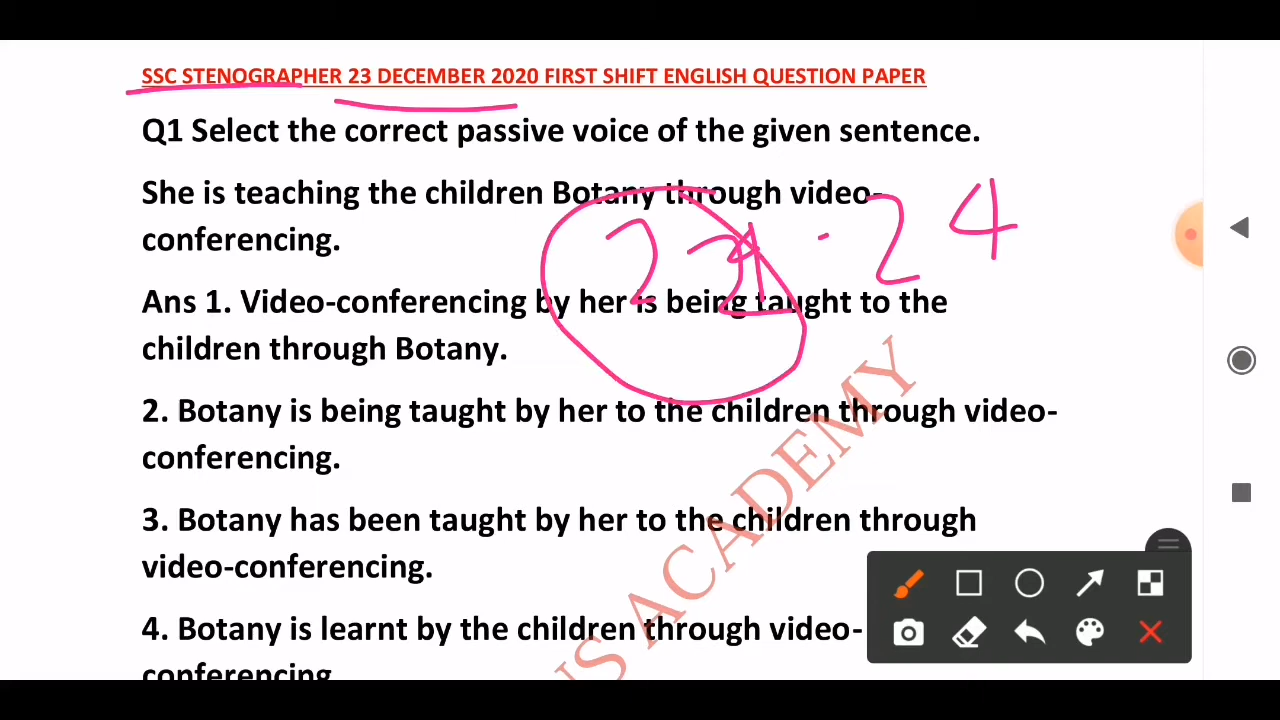 SSC STENOGRAPHER 23 DECEMBER 2020 FIRST SHIFT ENGLISH QUESTION PAPER
Q1 Select the correct passive voice of the given sentence.
She is teaching the children Botany through video-
conferencing.
24
Ans 1. Video-conferencing by her is being taught to the
children through Botany.
2. Botany is being taught by her to the children through video-
conferencing.
3. Botany has been taught by her to the children through
video-conferencing.
4. Botany is learnt by the children through video-
conferencing.
ACADEMY